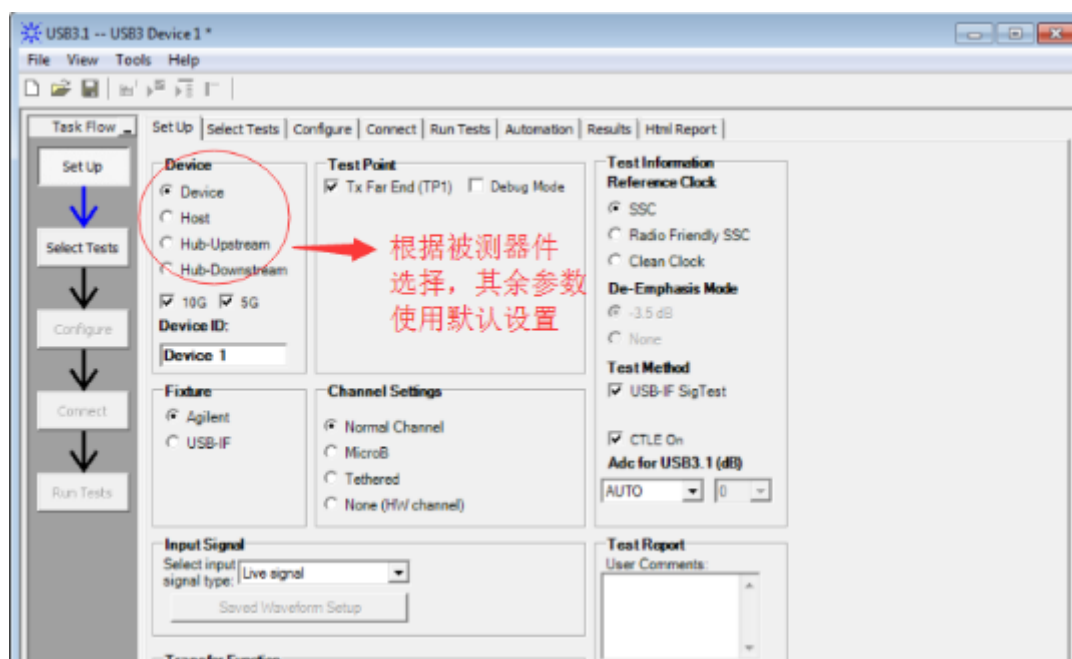 USB3.1 -- USB3 Device 1 *
File View Tools Help
Task Flow
Set Up
Select Tests
Configure
Connect
Run Tests
Set Up Select Tests Configure Connect Run Tests Automation Results Html Report
Device
Device
Host
Hub-Upstream
Hub-Downstream
10G 5G
Device ID:
Device 1
Test Point
Tx Far End (TP1) Debug Mode
根据被测器件
选择，其余参数
使用默认设置
Test Information
Reference Clock
SSC
Radio Friendly SSC
Clean Clock
De-Emphasis Mode
-3.5 dB
None
Test Method
USB-IF SigTest
CTLE On
Adc for USB3.1 (dB)
AUTO 0
Fixture
Agilent
USB-IF
Channel Settings
Normal Channel
MicroB
Tethered
None (HW channel)
Input Signal
Select input
signal type: Live signal
Saved Waveform Setup
Test Report
User Comments:
Transfer Function